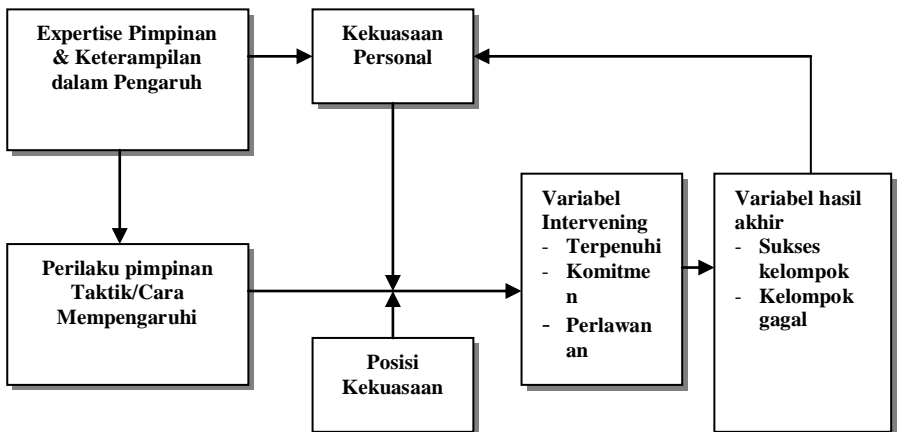 Expertise Pimpinan
& Keterampilan
dalam Pengaruh
Kekuasaan
Personal
Perilaku pimpinan
Taktik/Cara
Mempengaruhi
Posisi
Kekuasaan
Variabel
Intervening
- Terpenuhi
- Komitme
n
- Perlawan
an
Variabel hasil
akhir
- Sukses
kelompok
- Kelompok
gagal